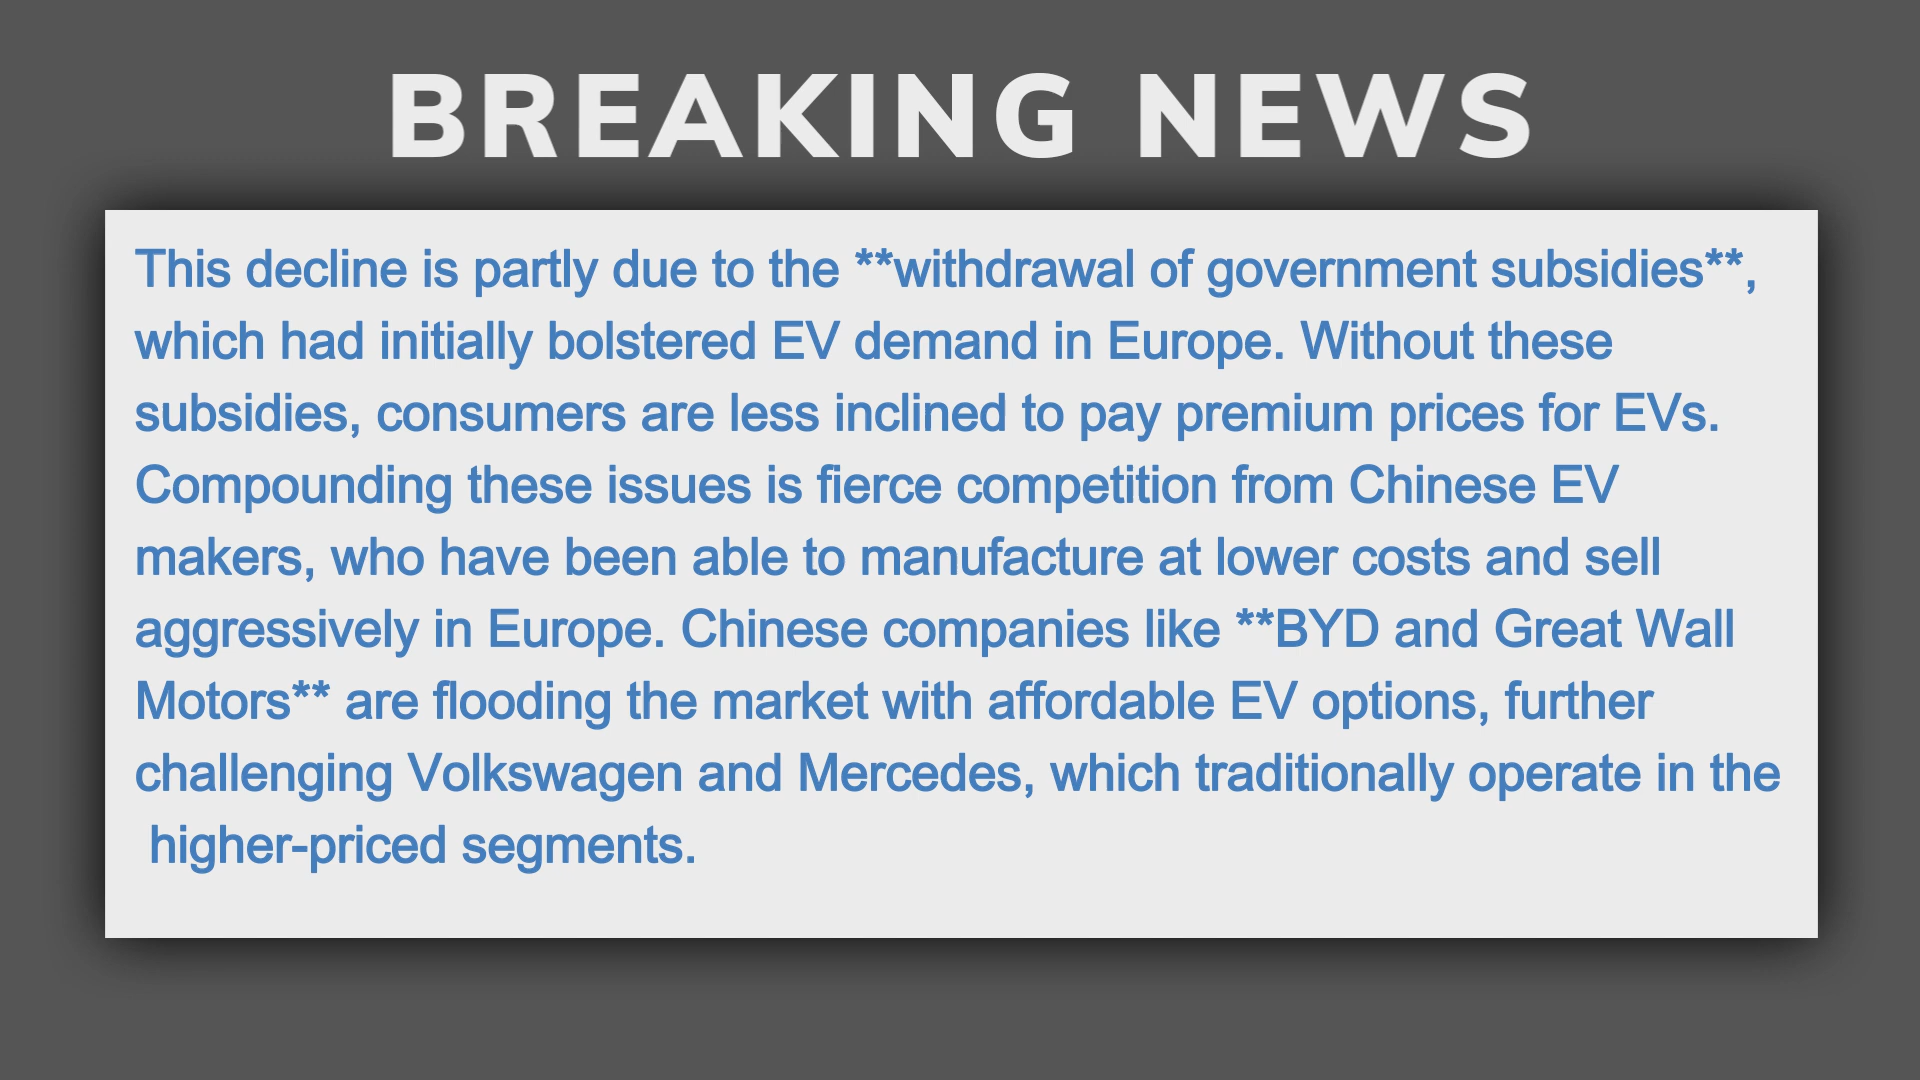 BREAKING NEWS
This decline is partly due to the **withdrawal of government subsidies**,
which had initially bolstered EV demand in Europe. Without these
subsidies, consumers are less inclined to pay premium prices for EVs.
Compounding these issues is fierce competition from Chinese EV
makers, who have been able to manufacture at lower costs and sell
aggressively in Europe. Chinese companies like **BYD and Great Wall
Motors** are flooding the market with affordable EV options, further
challenging Volkswagen and Mercedes, which traditionally operate in the
higher-priced segments.